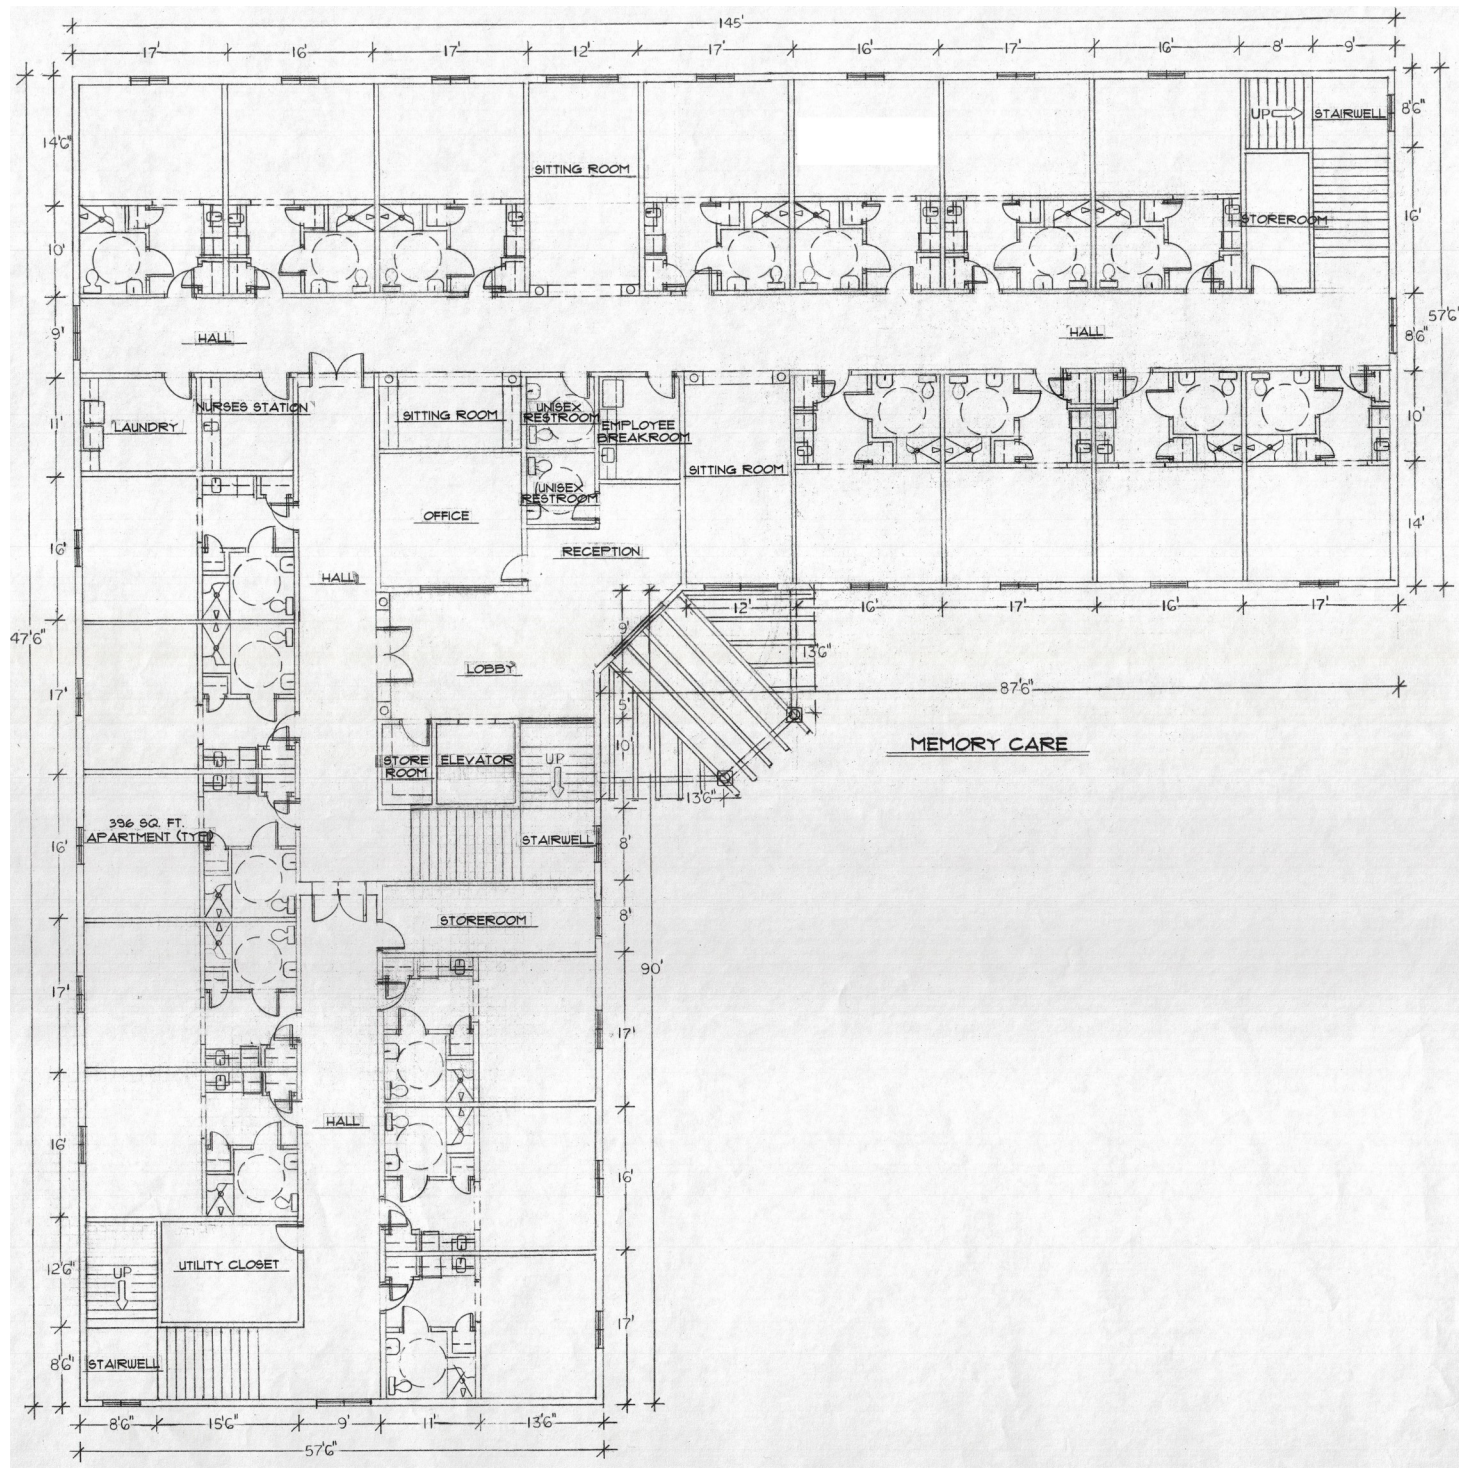 145'
17' 16' 17' 12' 17' 16' 17' 16' 8' 9'
UP STAIRWELL 8'6"
14'6"
SITTING ROOM
STOREROOM 16'
10'
HALL HALL
9' 8'6" 57'6"
LAUNDRY NURSES STATION SITTING ROOM
UNISEX
RESTROOM
EMPLOYEE
BREAKROOM
11' 10'
SITTING ROOM
UNISEX
RESTROOM
OFFICE
RECEPTION
14'
16'
HALL
12' 16' 17' 16' 17'
47'6"
9'
LOBBY
13'6"
87'6"
17'
5'
10'
MEMORY CARE
STORE
ROOM
ELEVATOR
UP
13'6"
396 SQ. FT.
APARTMENT (TYP)
16'
STAIRWELL
8'
STOREROOM
8'
90'
17'
17'
HALL
16'
16'
UTILITY CLOSET
UP
12'6"
17'
STAIRWELL
8'6"
8'6" 15'6" 9' 11' 13'6"
57'6"